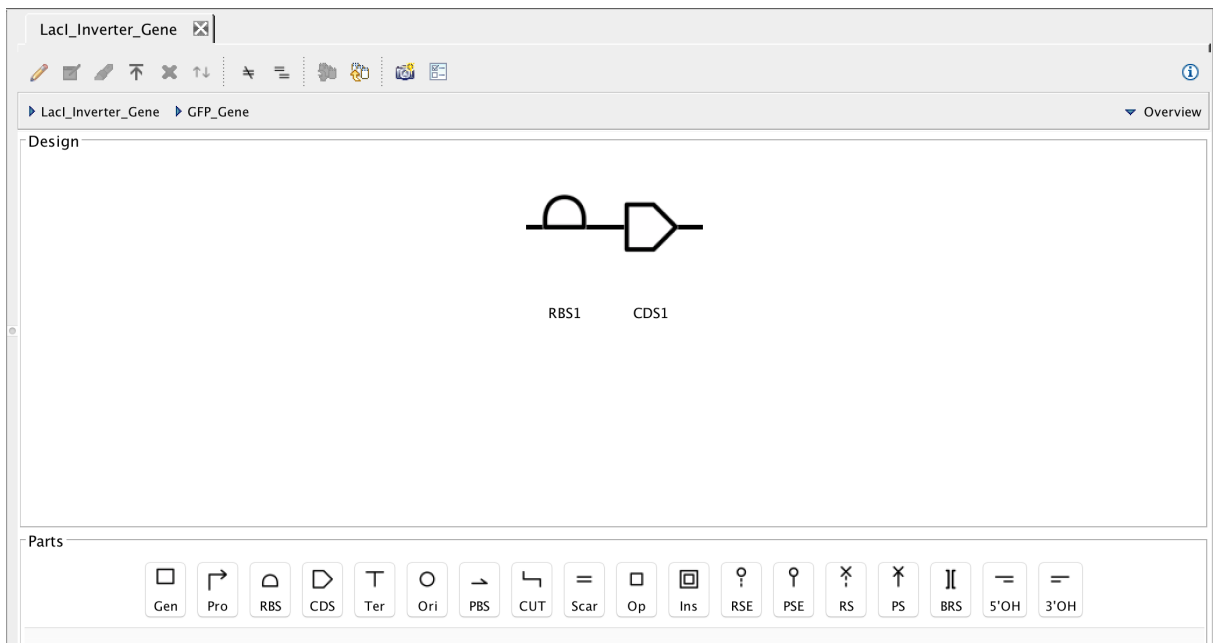 LacI_Inverter_Gene
LacI_Inverter_Gene GFP_Gene Overview
Design
RBS1 CDS1
Parts
Gen Pro RBS CDS Ter Ori PBS CUT Scar Op Ins RSE PSE RS PS BRS 5'OH 3'OH